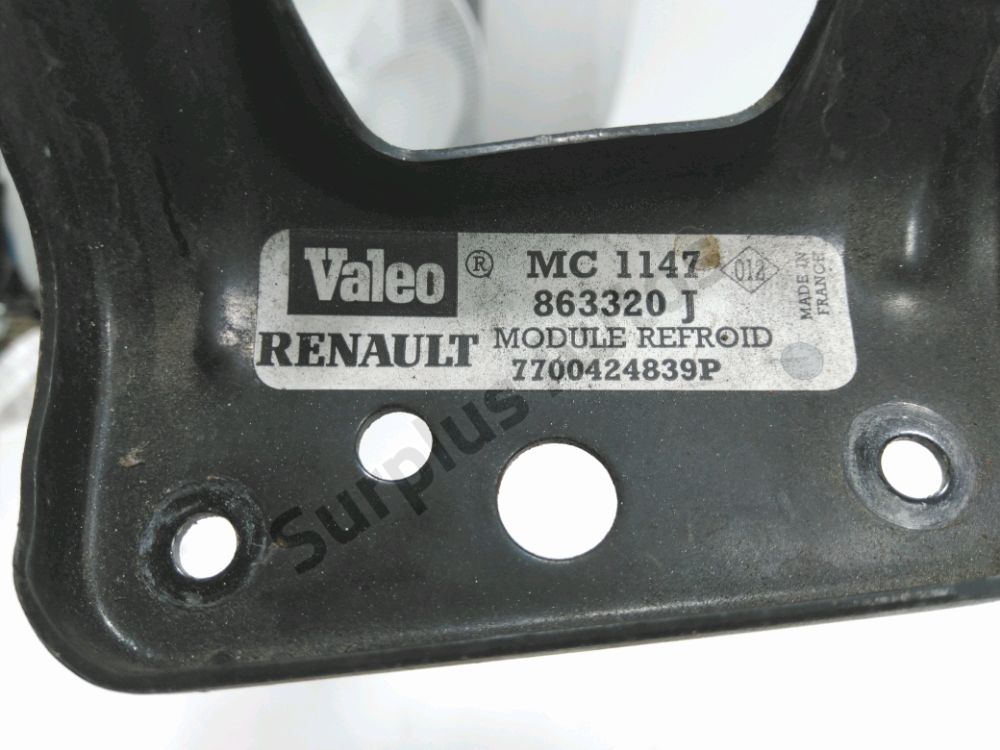 Valeo ® MC 1147 012
863320 J
RENAULT MODULE REFROID
7700424839P
MADE IN
FRANCE
Surplus